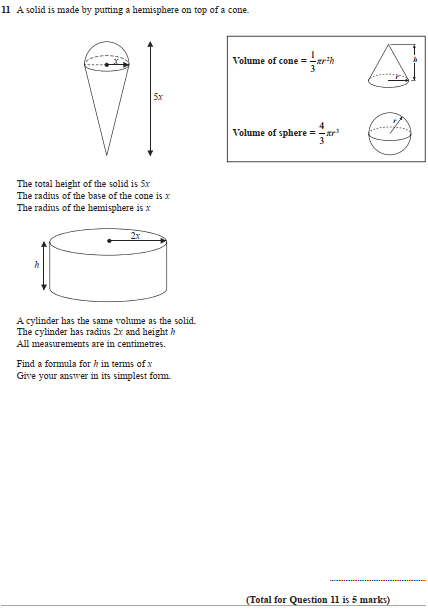 11 A solid is made by putting a hemisphere on top of a cone.
x
5x
Volume of cone = 1/3 πr²h
h
r
Volume of sphere = 4/3 πr³
r
The total height of the solid is 5x
The radius of the base of the cone is x
The radius of the hemisphere is x
2x
h
A cylinder has the same volume as the solid.
The cylinder has radius 2x and height h
All measurements are in centimetres.
Find a formula for h in terms of x
Give your answer in its simplest form.
(Total for Question 11 is 5 marks)